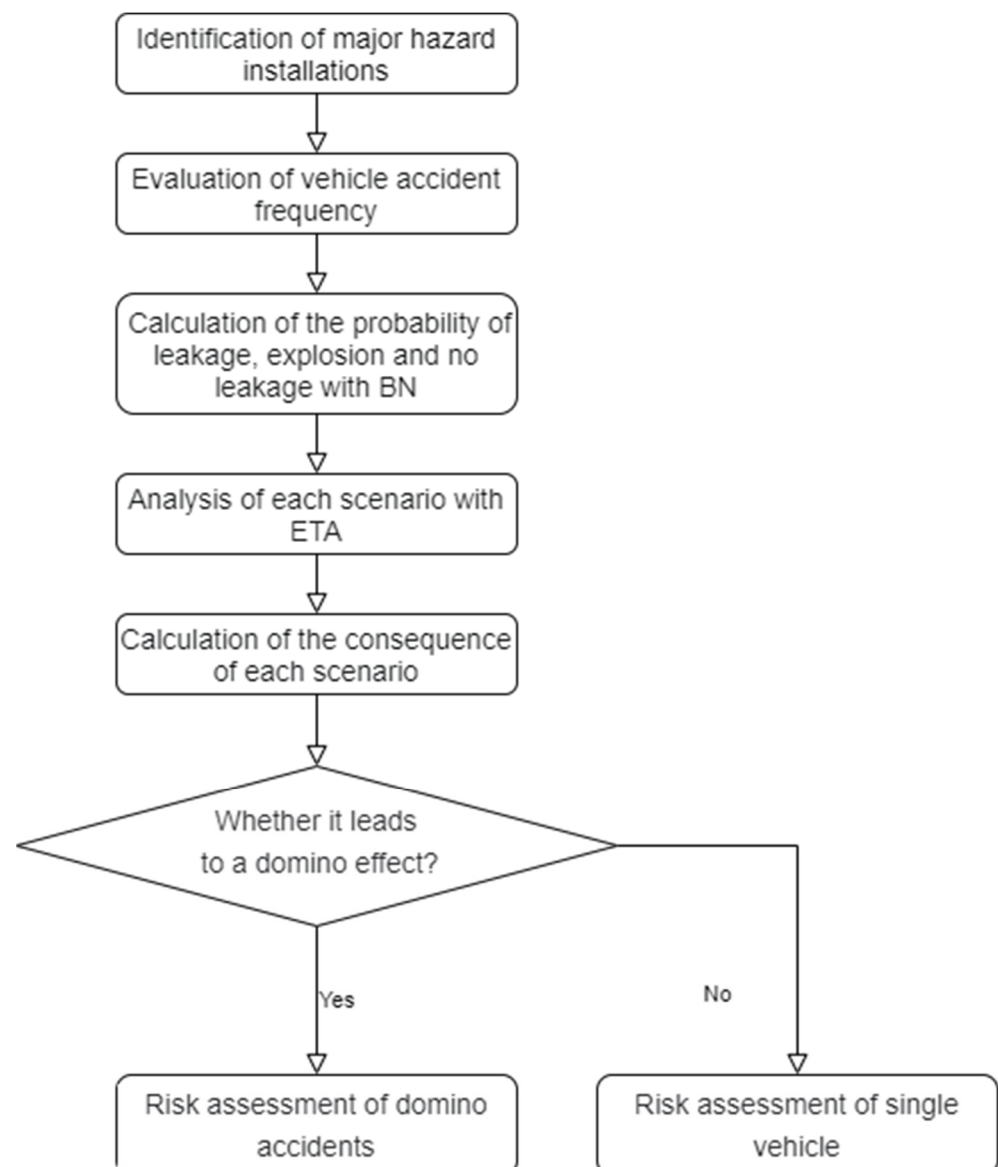 Identification of major hazard
installations
Evaluation of vehicle accident
frequency
Calculation of the probability of
leakage, explosion and no
leakage with BN
Analysis of each scenario with
ETA
Calculation of the consequence
of each scenario
Whether it leads
to a domino effect?
Yes
No
Risk assessment of domino
accidents
Risk assessment of single
vehicle